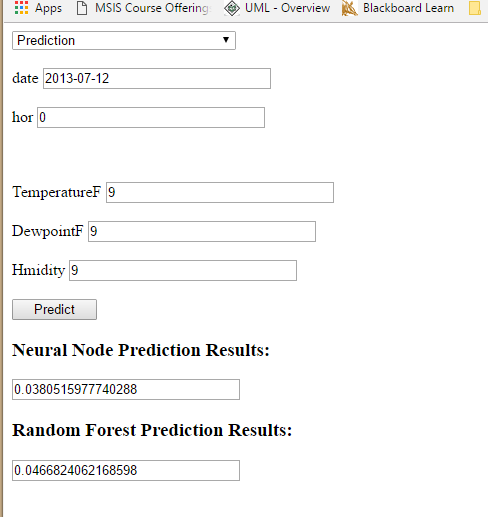 Apps MSIS Course Offering UML - Overview Blackboard Learn
Prediction
date 2013-07-12
hor 0
TemperatureF 9
DewpointF 9
Hmidity 9
Predict
Neural Node Prediction Results:
0.0380515977740288
Random Forest Prediction Results:
0.0466824062168598